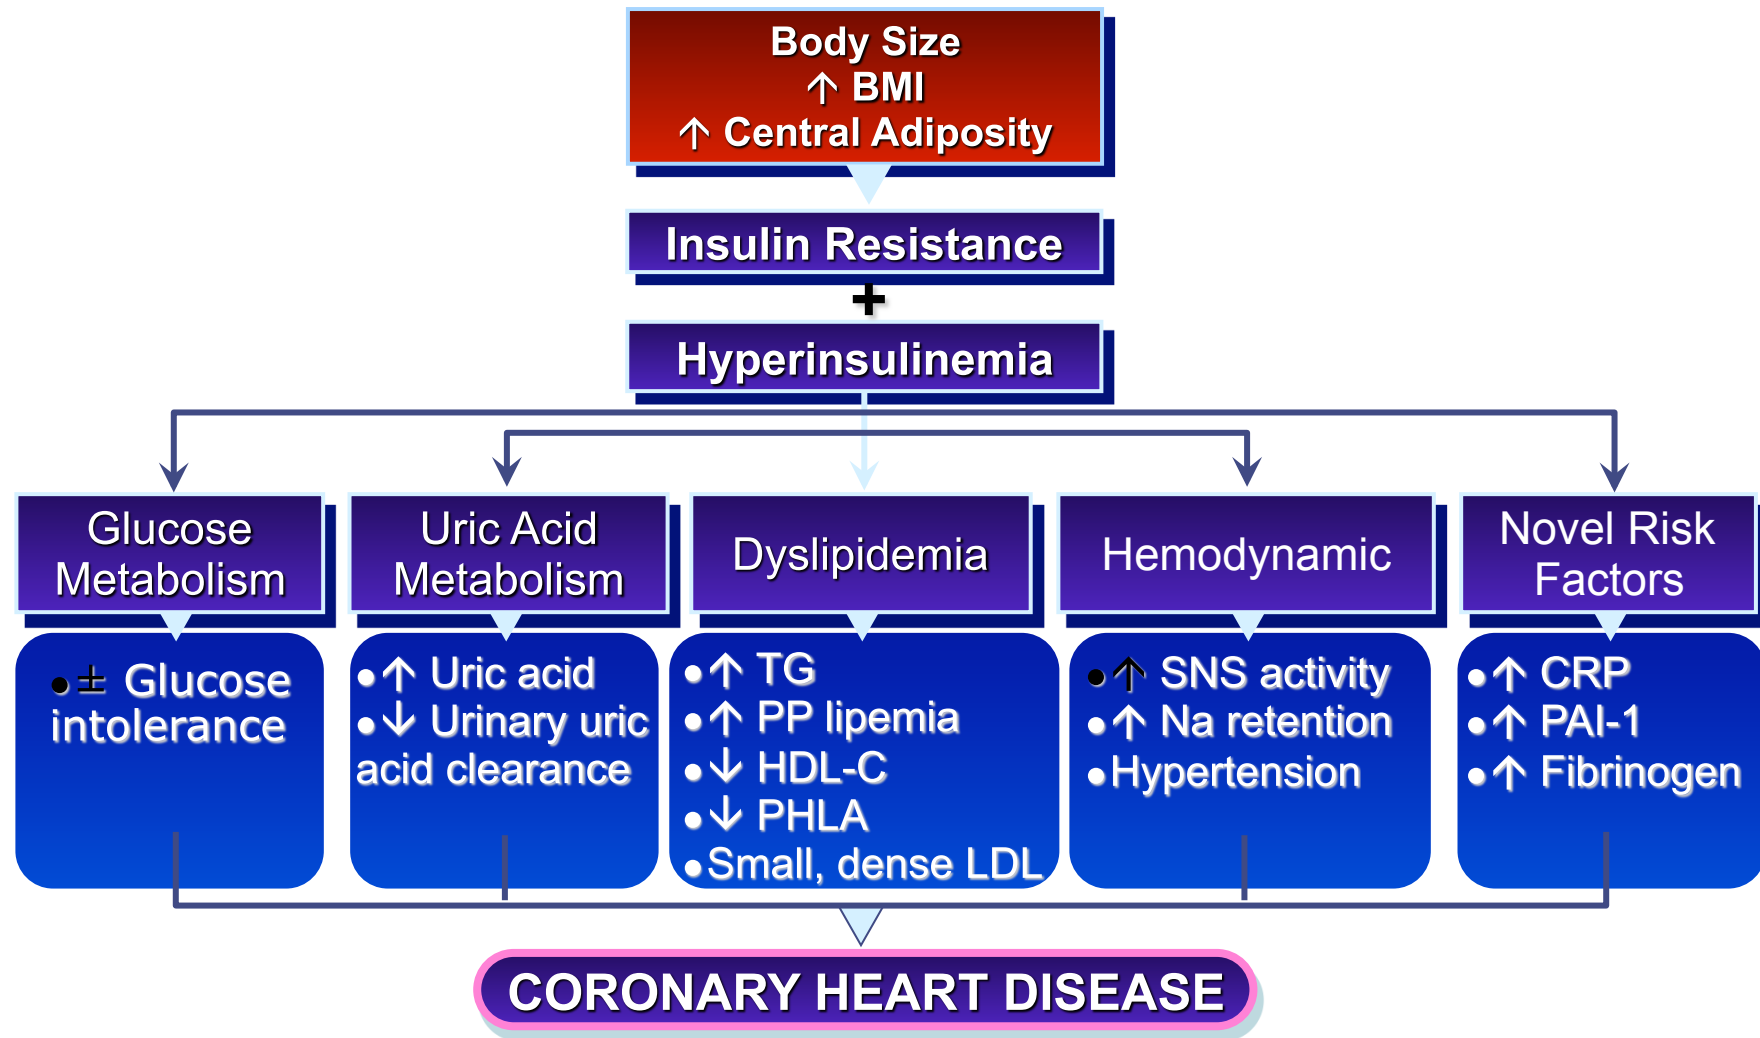 Body Size
↑ BMI
↑ Central Adiposity
Insulin Resistance
+
Hyperinsulinemia
Glucose
Metabolism
Uric Acid
Metabolism
Dyslipidemia
Hemodynamic
Novel Risk
Factors
•± Glucose
intolerance
•↑ Uric acid
•↓ Urinary uric
acid clearance
•↑ TG
•↑ PP lipemia
•↓ HDL-C
•↓ PHLA
•Small, dense LDL
•↑ SNS activity
•↑ Na retention
•Hypertension
•↑ CRP
•↑ PAI-1
•↑ Fibrinogen
CORONARY HEART DISEASE